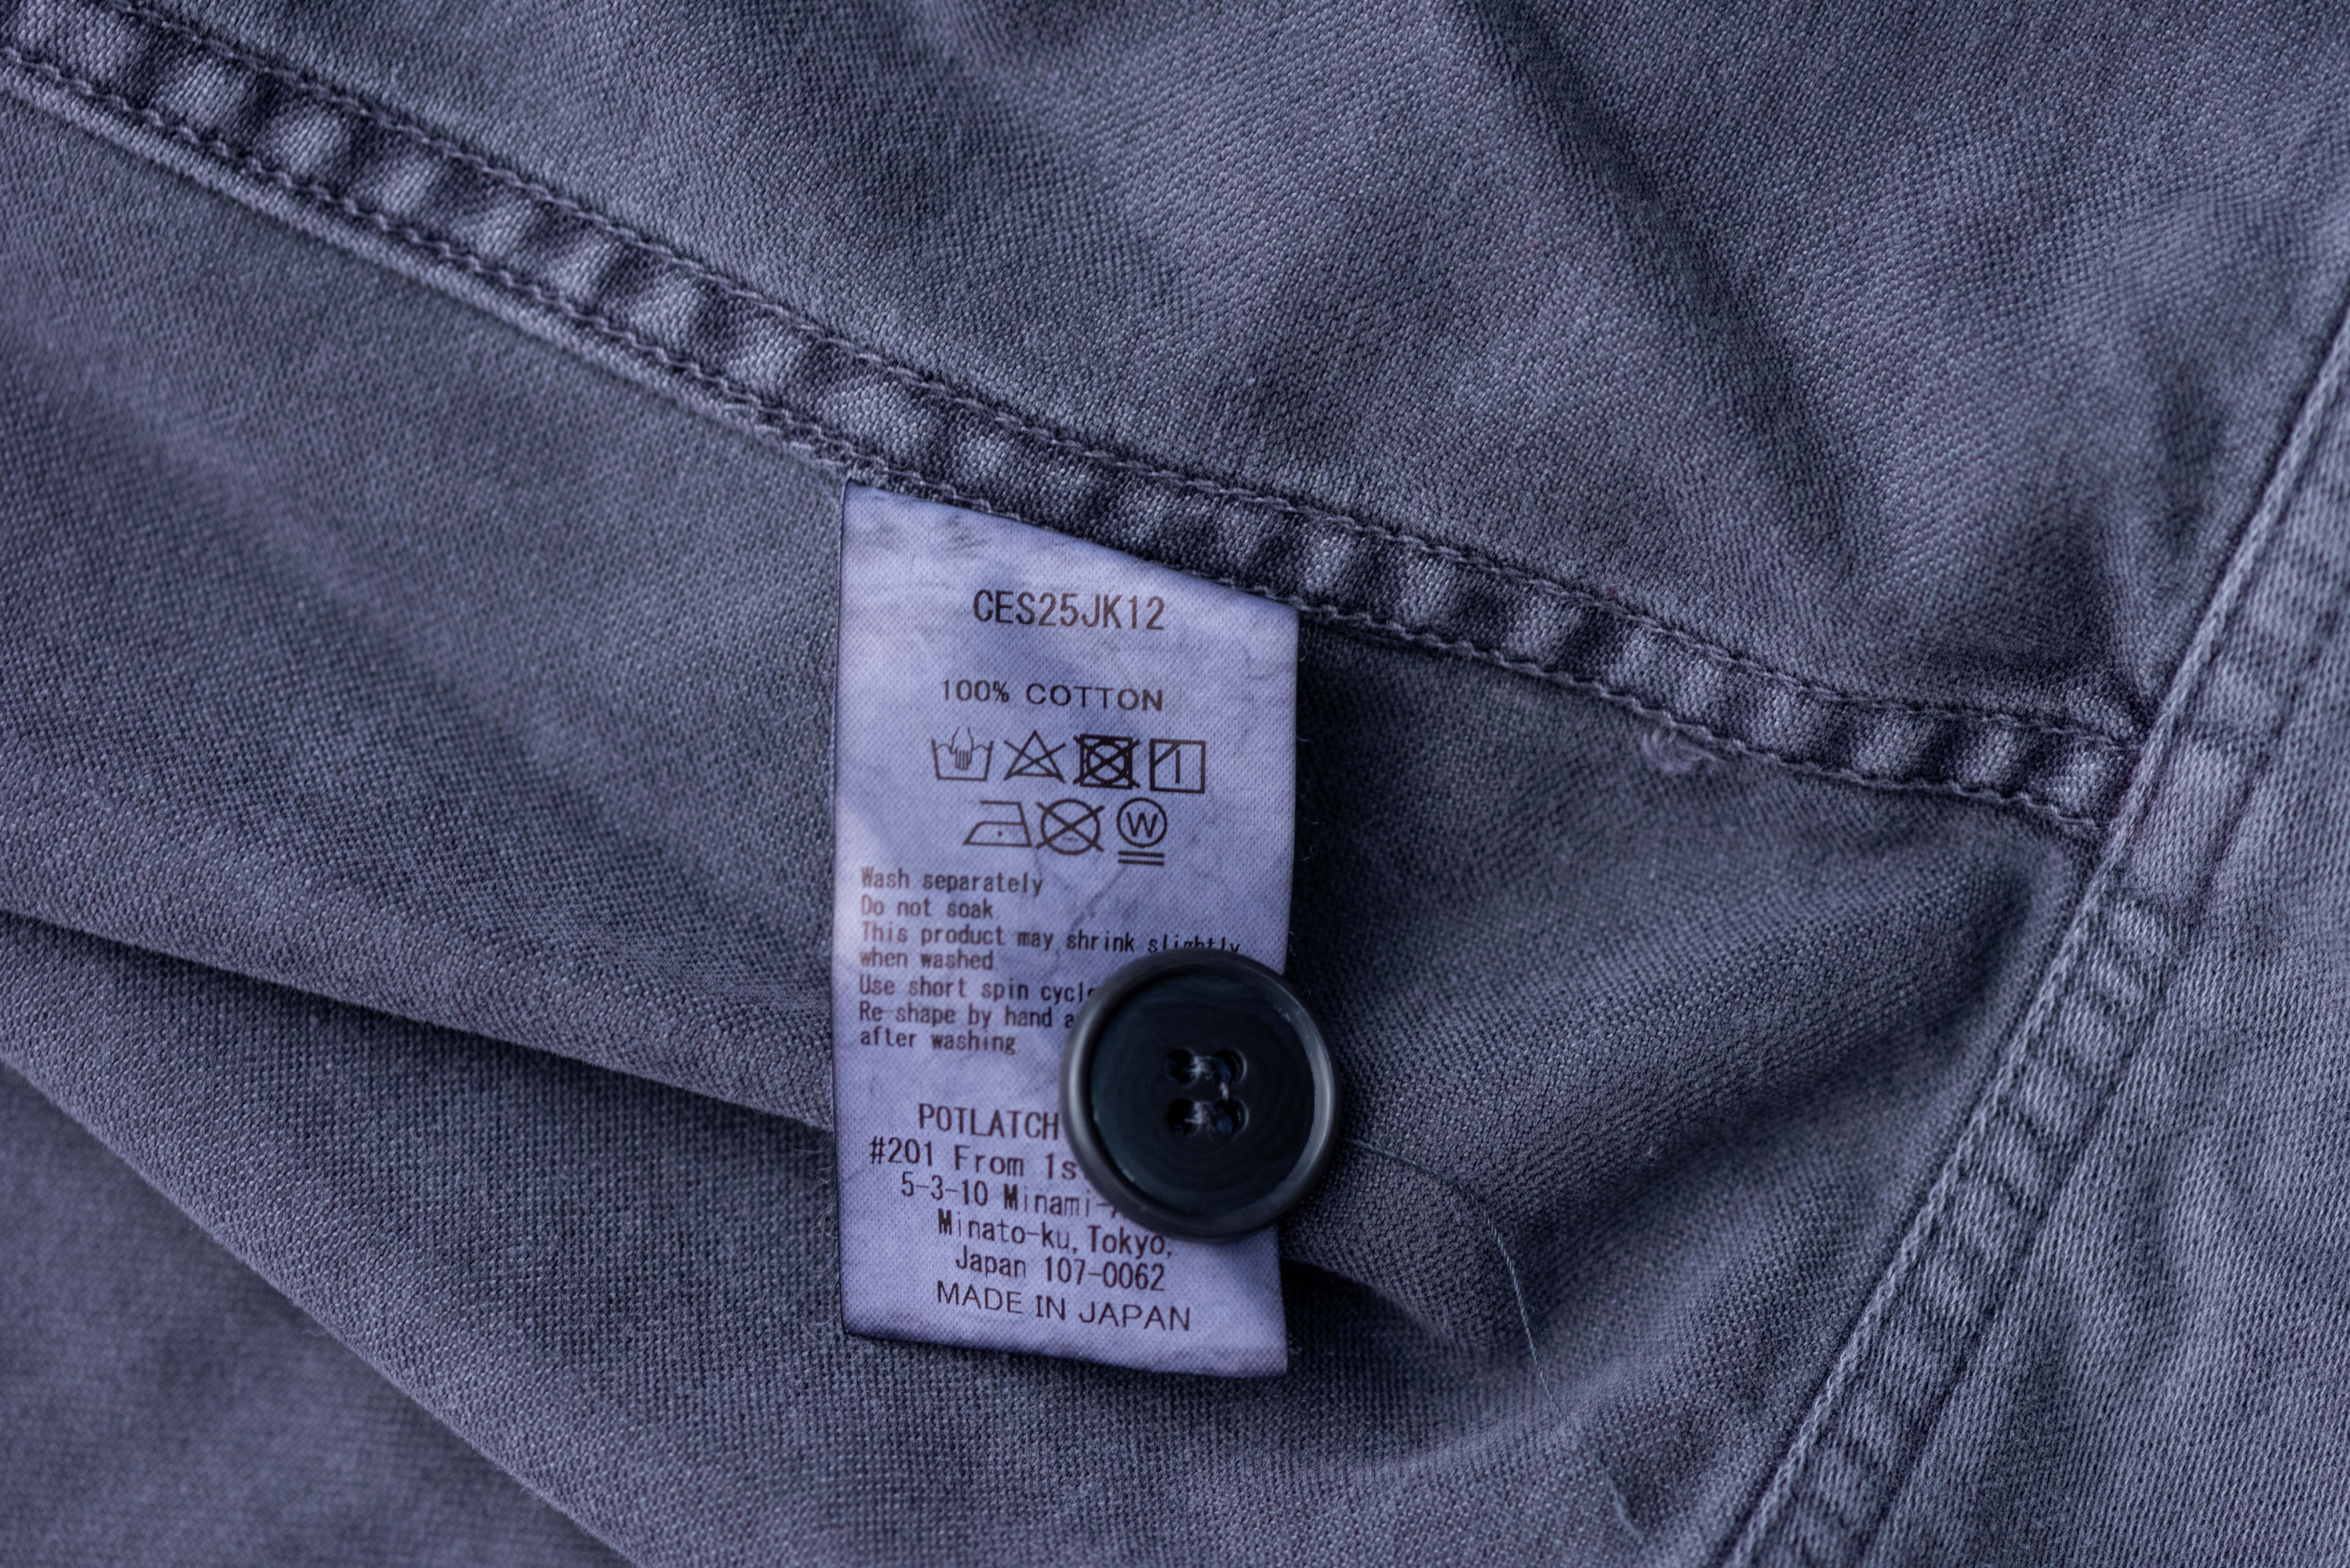 CES25JK12
100% COTTON
W
Wash separately
Do not soak
This product may shrink slightly
when washed
Use short spin cycle
Re-shape by hand
after washing
POTLATCH
#201 From
5-3-10 Minami-
Minato-ku, Tokyo,
Japan 107-0062
MADE IN JAPAN